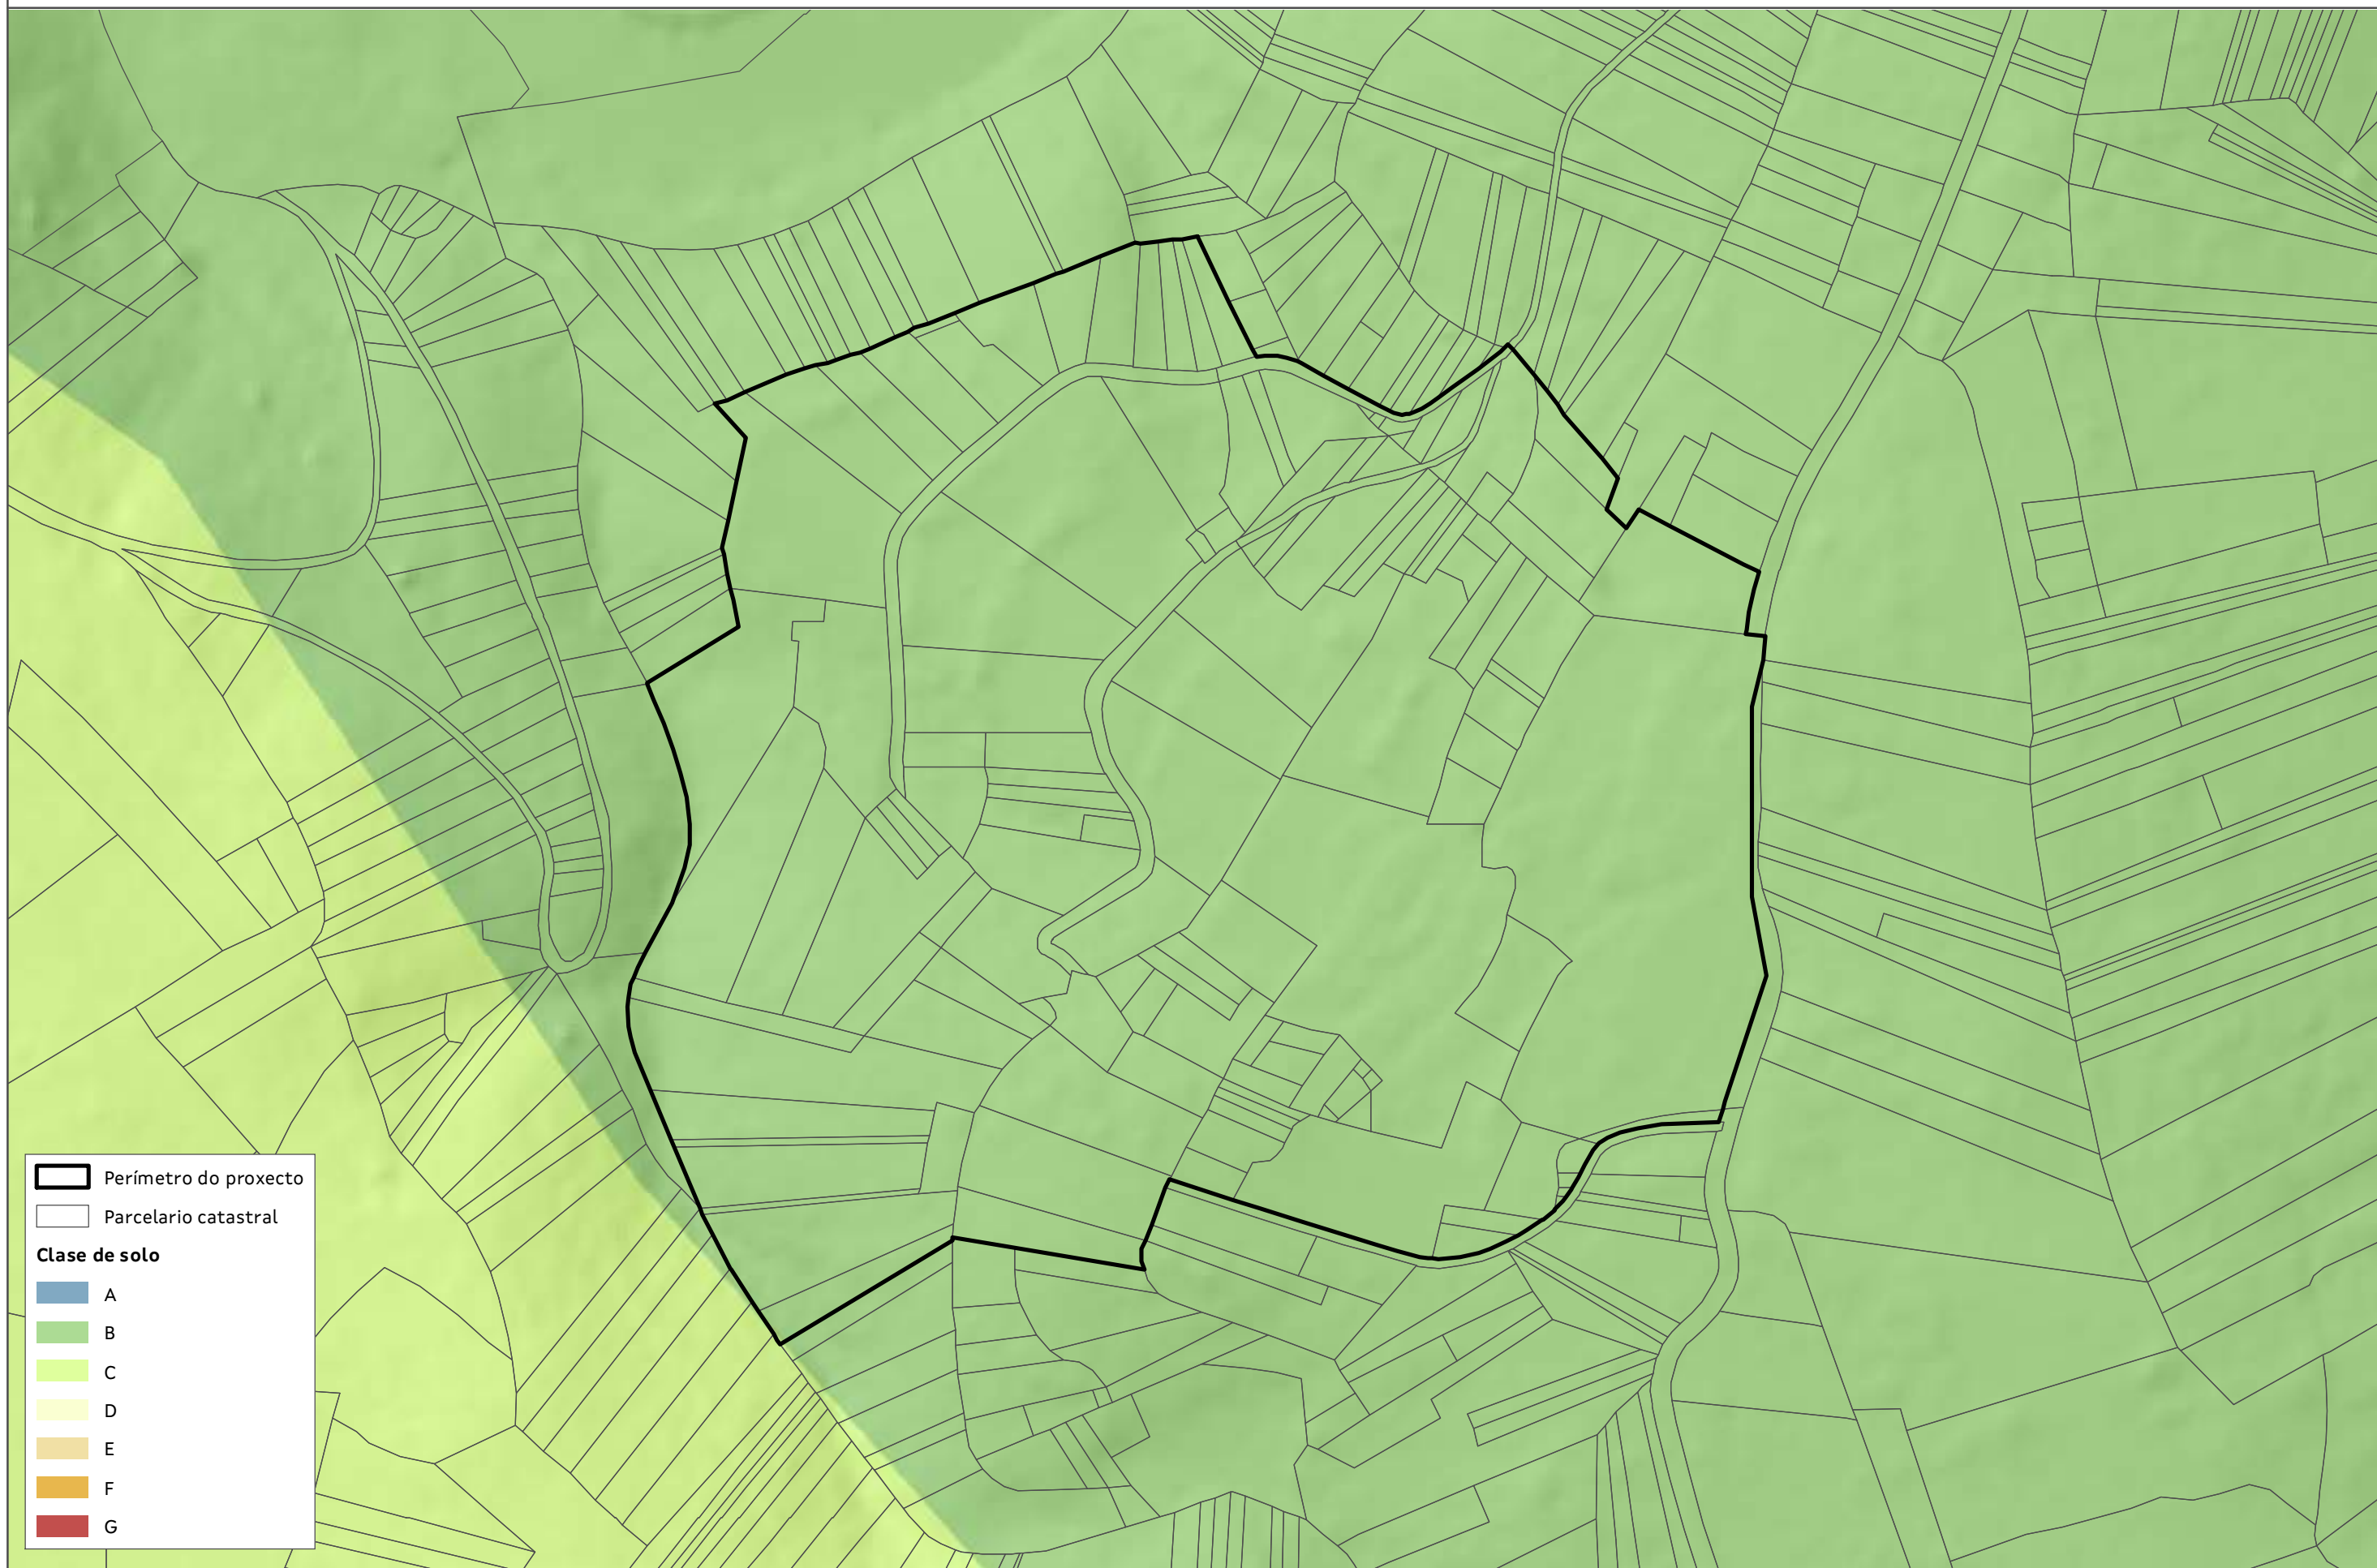 Perímetro do proxecto
Parcelario catastral
Clase de solo
A
B
C
D
E
F
G